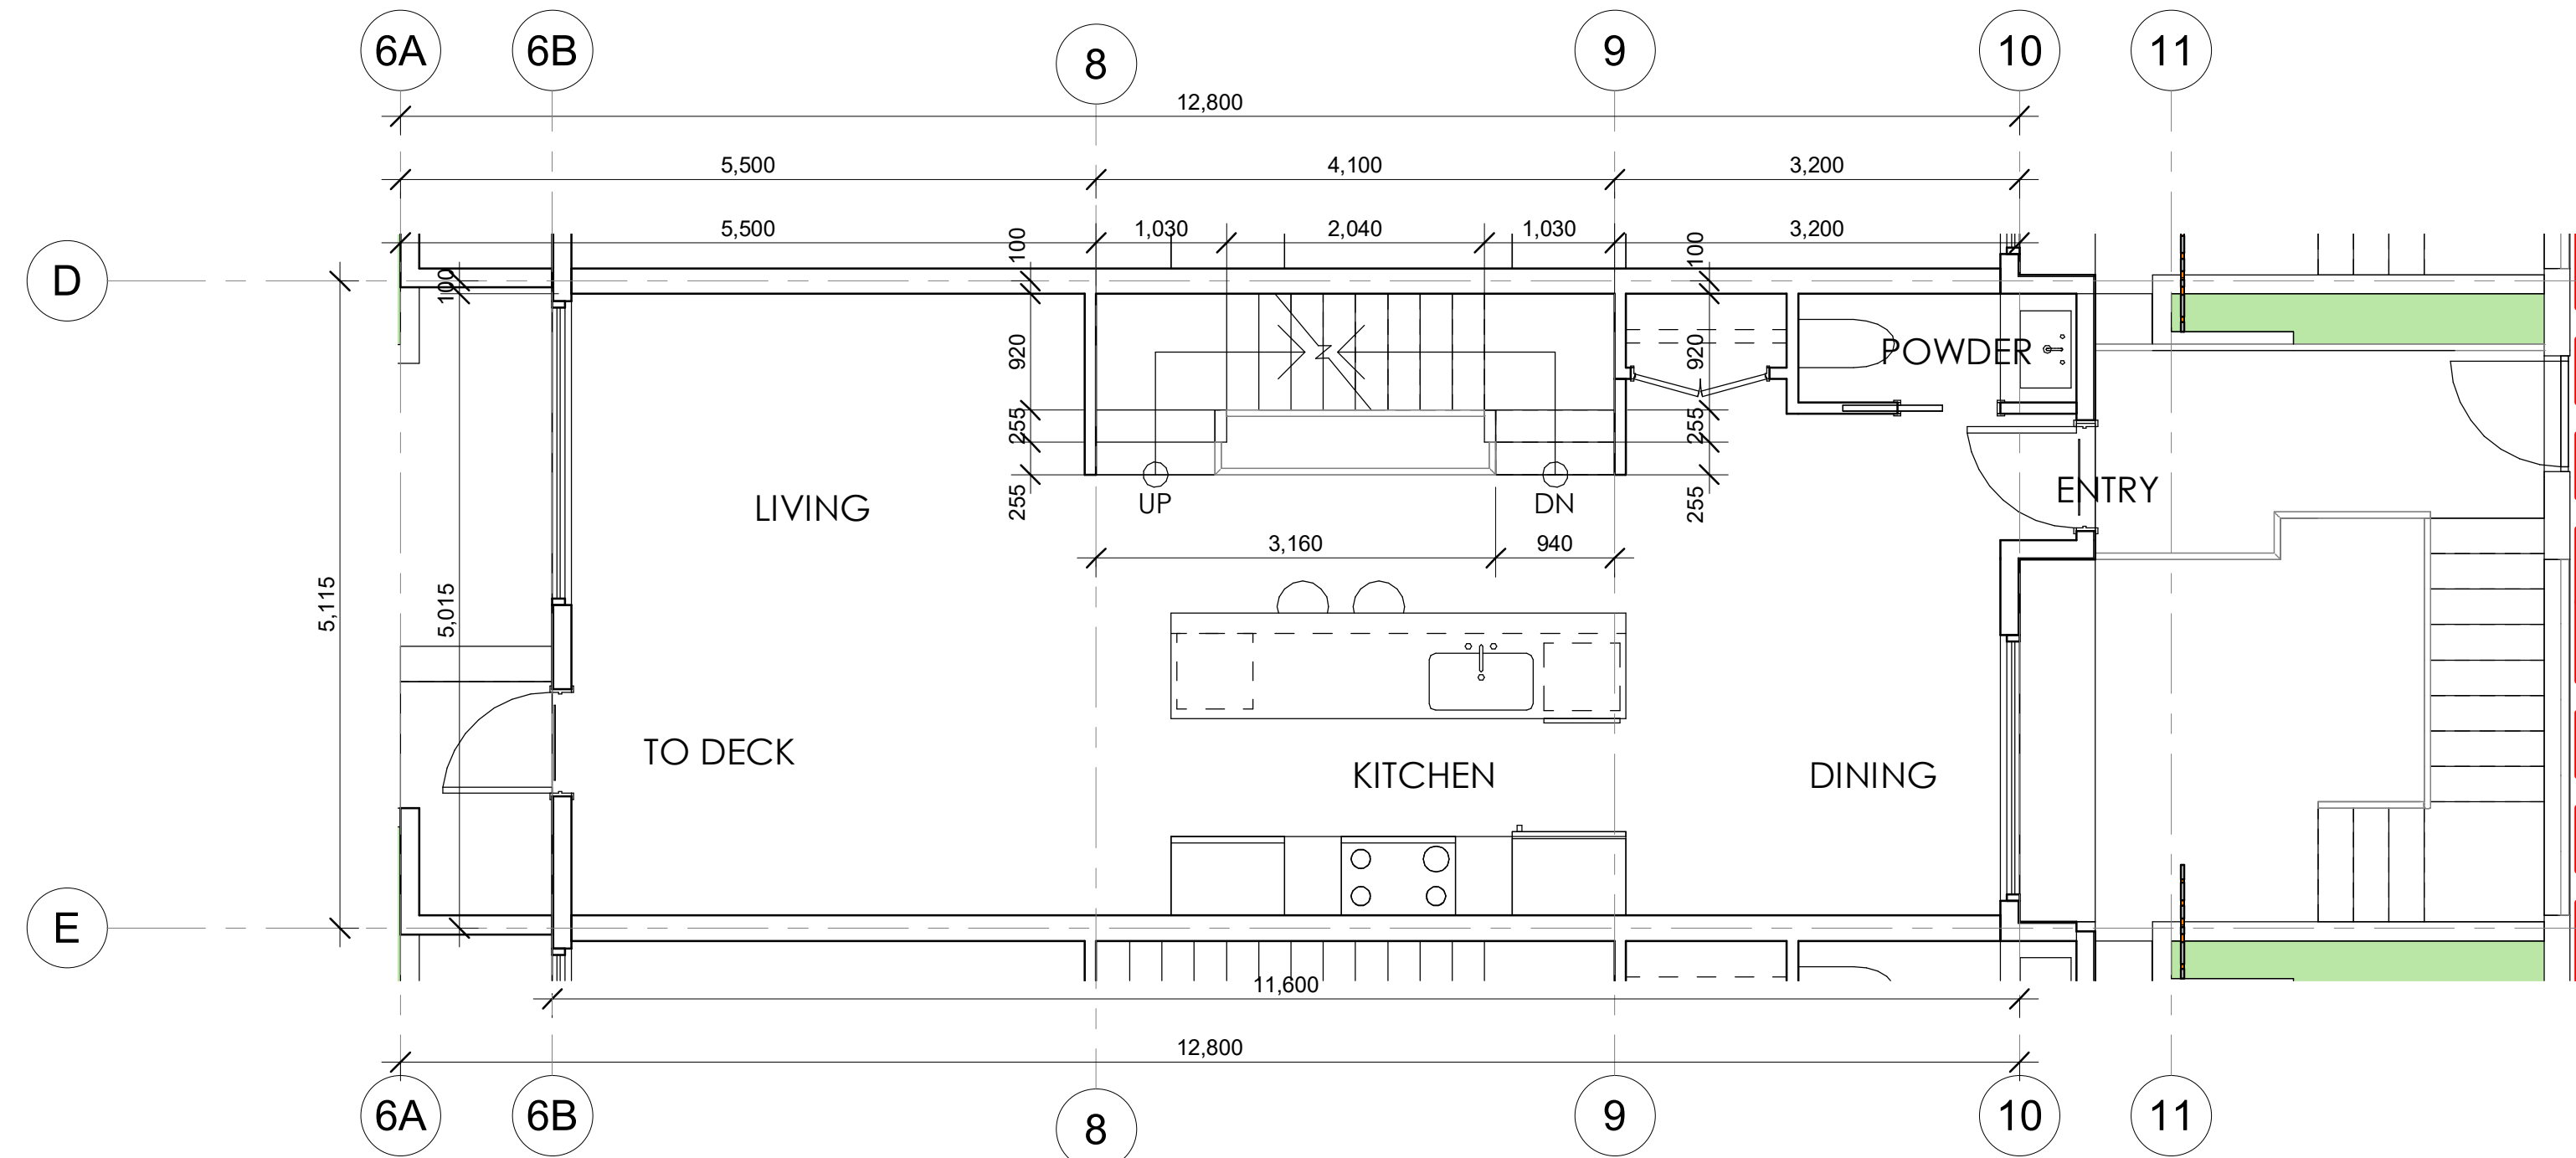 6A 6B 8 9 10 11
12,800
5,500 4,100 3,200
5,500 1,030 2,040 1,030 3,200
100 100
D
100
920 920
POWDER
255 255
255 255
UP DN
LIVING
ENTRY
3,160 940
5,115 5,015
TO DECK
KITCHEN DINING
E
11,600
12,800
6A 6B 8 9 10 11